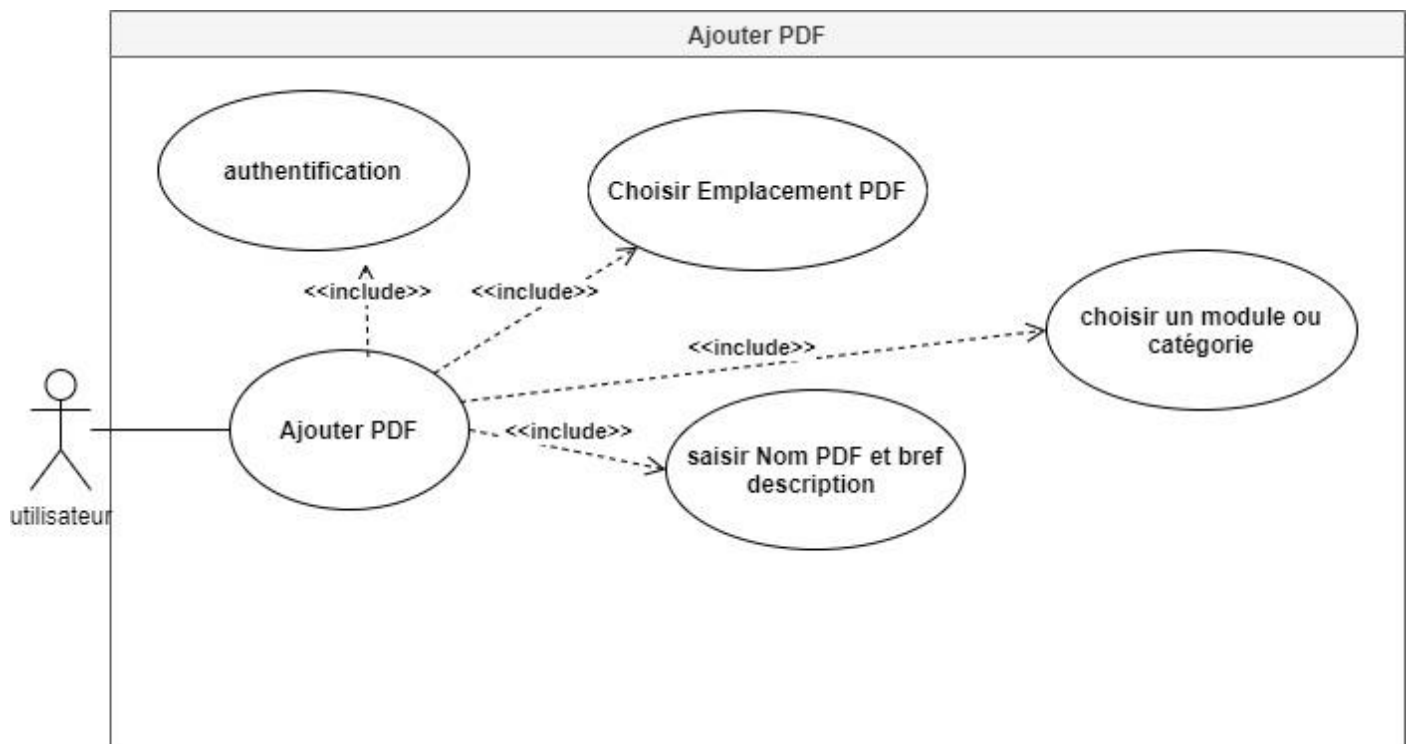 Ajouter PDF
authentification
Choisir Emplacement PDF
<<include>>
<<include>>
choisir un module ou
catégorie
<<include>>
Ajouter PDF
<<include>>
saisir Nom PDF et bref
description
utilisateur